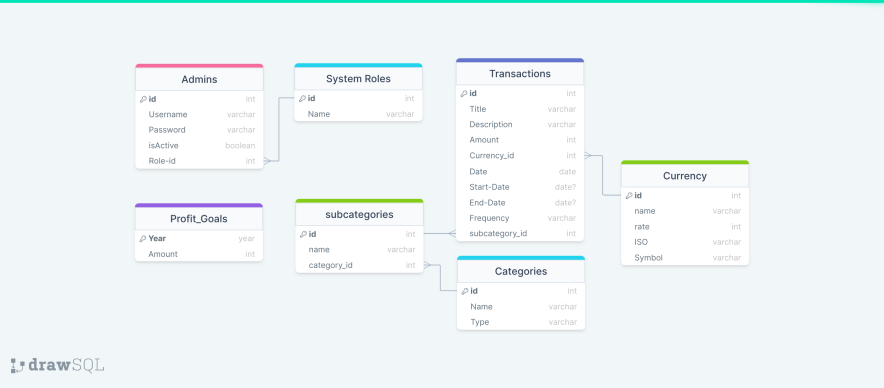 Admins
id int
Username varchar
Password varchar
isActive boolean
Role-id int
System Roles
id int
Name varchar
Transactions
id int
Title varchar
Description varchar
Amount int
Currency_id int
Date date
Start-Date date?
End-Date date?
Frequency varchar
subcategory_id int
Currency
id int
name varchar
rate int
ISO varchar
Symbol varchar
Profit_Goals
Year year
Amount int
subcategories
id int
name varchar
category_id int
Categories
id int
Name varchar
Type varchar
drawSQL